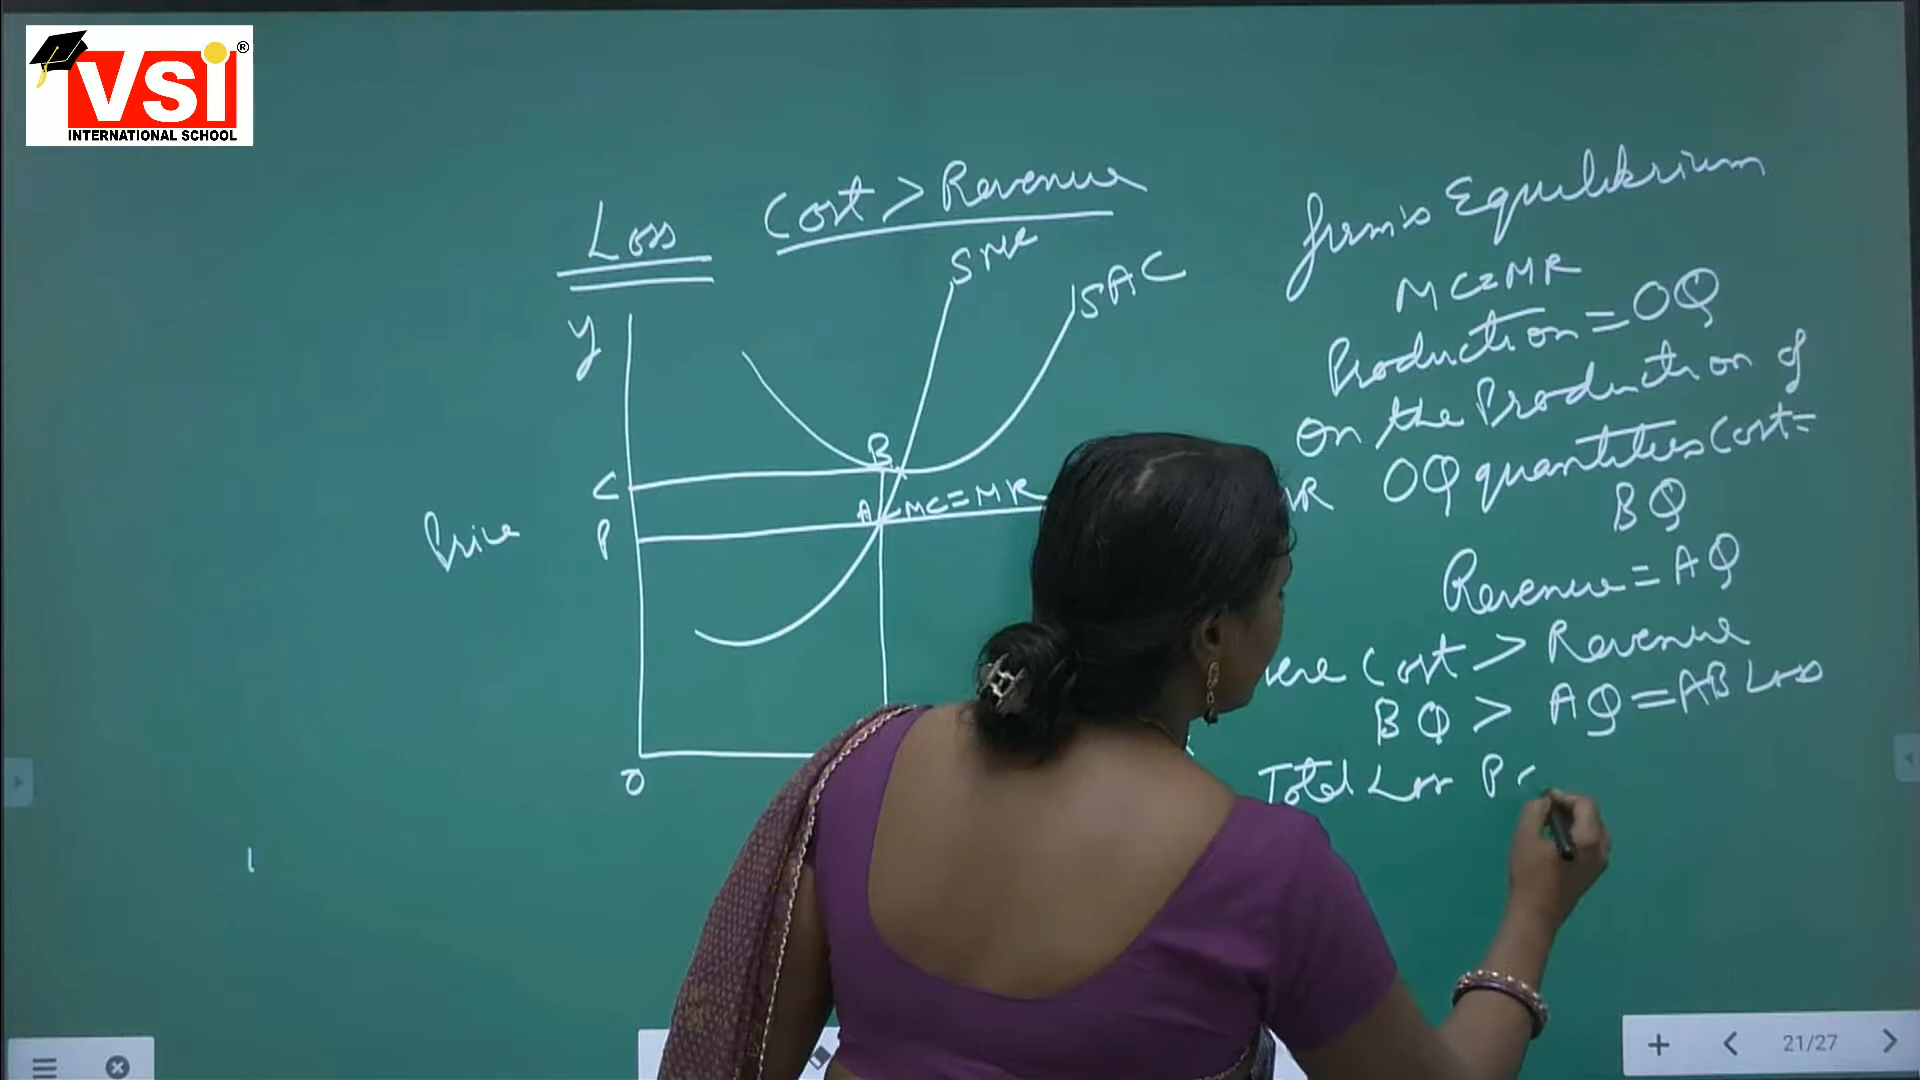 VSI ®
INTERNATIONAL SCHOOL
Loss Cost > Revenue
SMC
SAC
y
B
C
A MC=MR
P
Price
O
firm's Equilibrium
MC=MR
Production = OQ
On the Production of
OQ quantities Cost =
BQ
Revenue = AQ
Cost > Revenue
BQ > AQ = AB Loss
Total Loss P
21/27